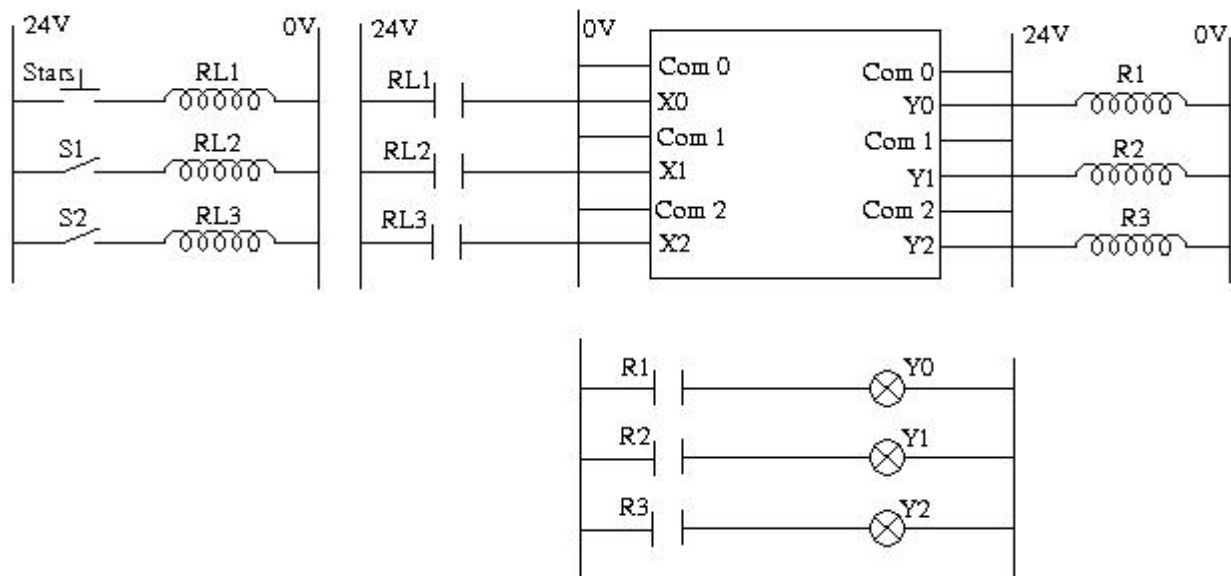 24V
0V
Stars
RL1
S1
RL2
S2
RL3
24V
RL1
RL2
RL3
0V
Com 0
X0
Com 1
X1
Com 2
X2
Com 0
Y0
Com 1
Y1
Com 2
Y2
24V
0V
R1
R2
R3
R1
Y0
R2
Y1
R3
Y2